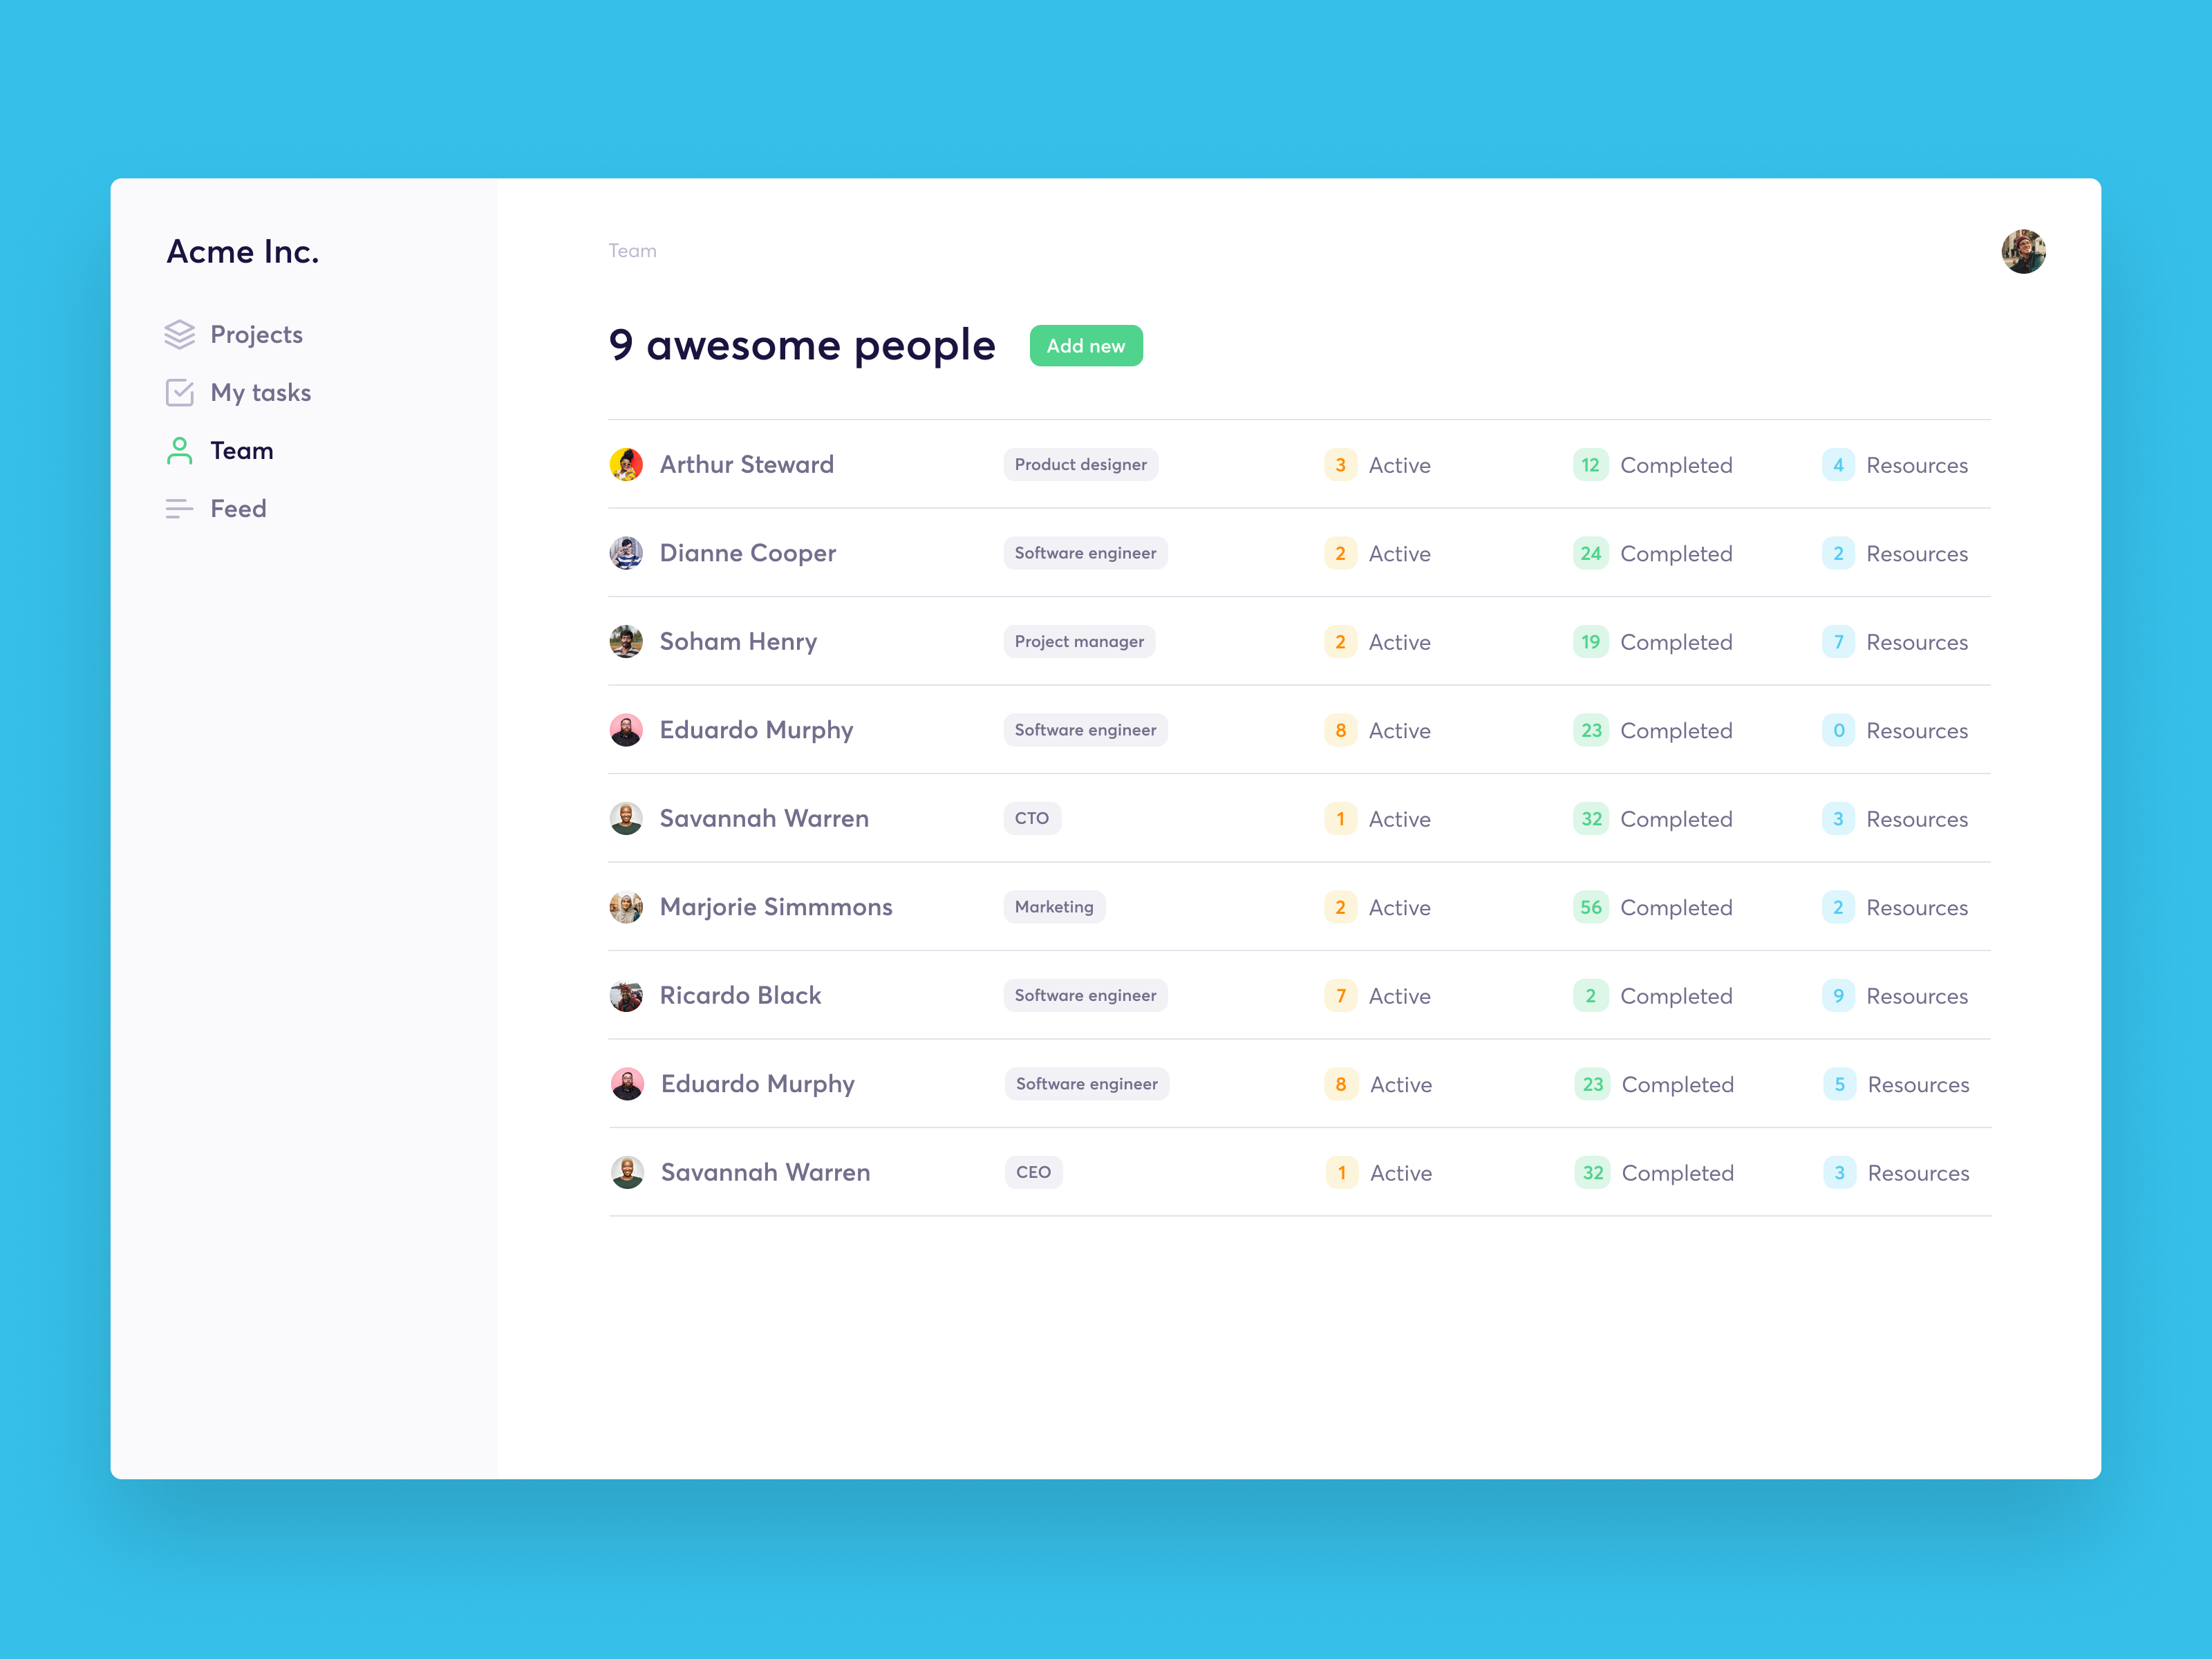 Acme Inc.
Projects
My tasks
Team
Feed
Team
9 awesome people Add new
Arthur Steward Product designer 3 Active 12 Completed 4 Resources
Dianne Cooper Software engineer 2 Active 24 Completed 2 Resources
Soham Henry Project manager 2 Active 19 Completed 7 Resources
Eduardo Murphy Software engineer 8 Active 23 Completed 0 Resources
Savannah Warren CTO 1 Active 32 Completed 3 Resources
Marjorie Simmmons Marketing 2 Active 56 Completed 2 Resources
Ricardo Black Software engineer 7 Active 2 Completed 9 Resources
Eduardo Murphy Software engineer 8 Active 23 Completed 5 Resources
Savannah Warren CEO 1 Active 32 Completed 3 Resources